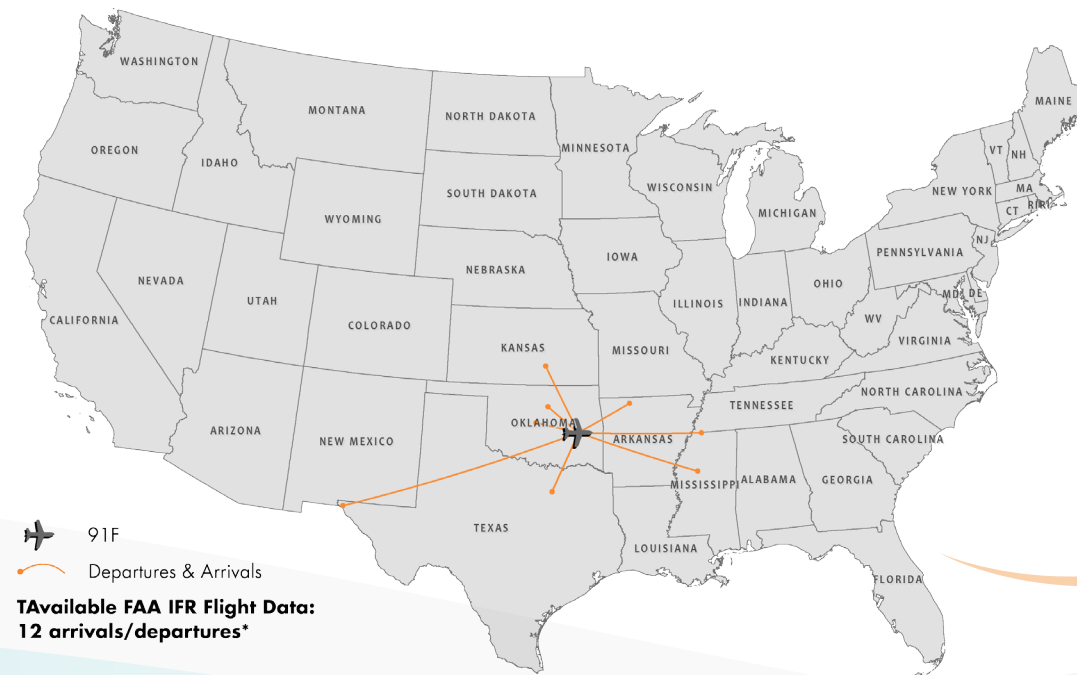 WASHINGTON
MONTANA
NORTH DAKOTA
MINNESOTA
MAINE
OREGON
IDAHO
VT
NH
WISCONSIN
SOUTH DAKOTA
NEW YORK
MA
WYOMING
MICHIGAN
CT
RI
NJ
PENNSYLVANIA
IOWA
NEBRASKA
NEVADA
OHIO
MD
DE
UTAH
ILLINOIS
INDIANA
CALIFORNIA
COLORADO
WV
VIRGINIA
KANSAS
MISSOURI
KENTUCKY
NORTH CAROLINA
TENNESSEE
OKLAHOMA
ARIZONA
NEW MEXICO
ARKANSAS
SOUTH CAROLINA
MISSISSIPPI
ALABAMA
GEORGIA
TEXAS
LOUISIANA
FLORIDA
91F
Departures & Arrivals
TAvailable FAA IFR Flight Data:
12 arrivals/departures*